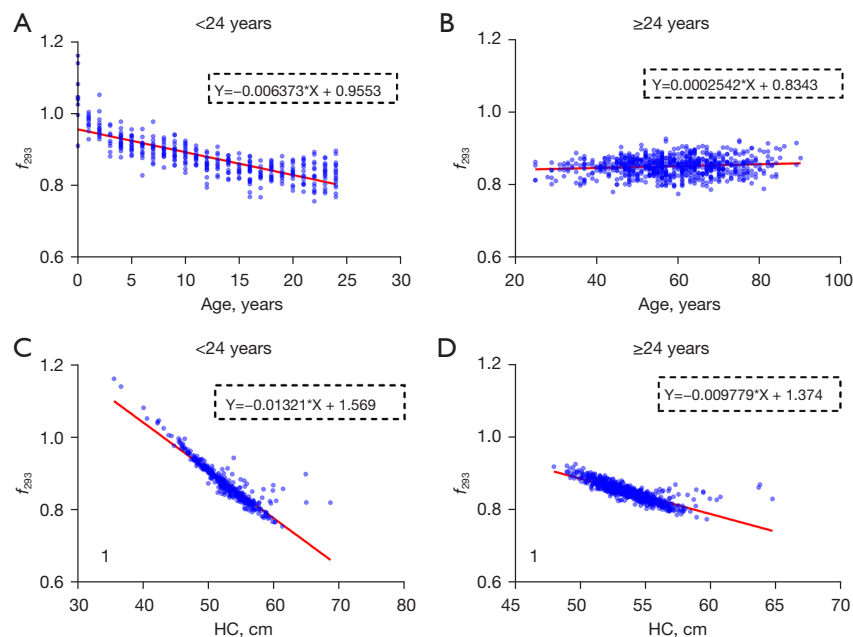 A
<24 years
1.2
1.0
0.8
0.6
f293
Y=−0.006373*X + 0.9553
0
5
10
15
20
25
30
Age, years
B
≥24 years
1.2
1.0
0.8
0.6
f293
Y=0.0002542*X + 0.8343
20
40
60
80
100
Age, years
C
<24 years
1.2
1.0
0.8
0.6
f293
Y=−0.01321*X + 1.569
1
30
40
50
60
70
80
HC, cm
D
≥24 years
1.2
1.0
0.8
0.6
f293
Y=−0.009779*X + 1.374
1
45
50
55
60
65
70
HC, cm